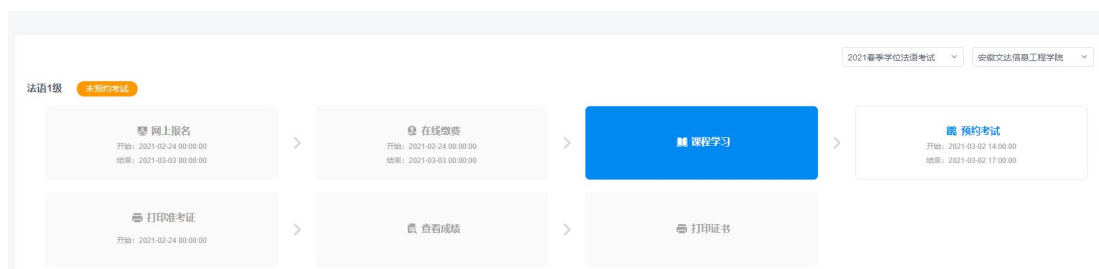 2021春季学位法语考试
安徽文达信息工程学院
法语1级
未预约考试
网上报名
开始：2021-02-24 00:00:00
结束：2021-03-03 00:00:00
在线缴费
开始：2021-02-24 00:00:00
结束：2021-03-03 00:00:00
课程学习
预约考试
开始：2021-03-02 14:00:00
结束：2021-03-02 17:00:00
打印准考证
开始：2021-02-24 00:00:00
查看成绩
打印证书